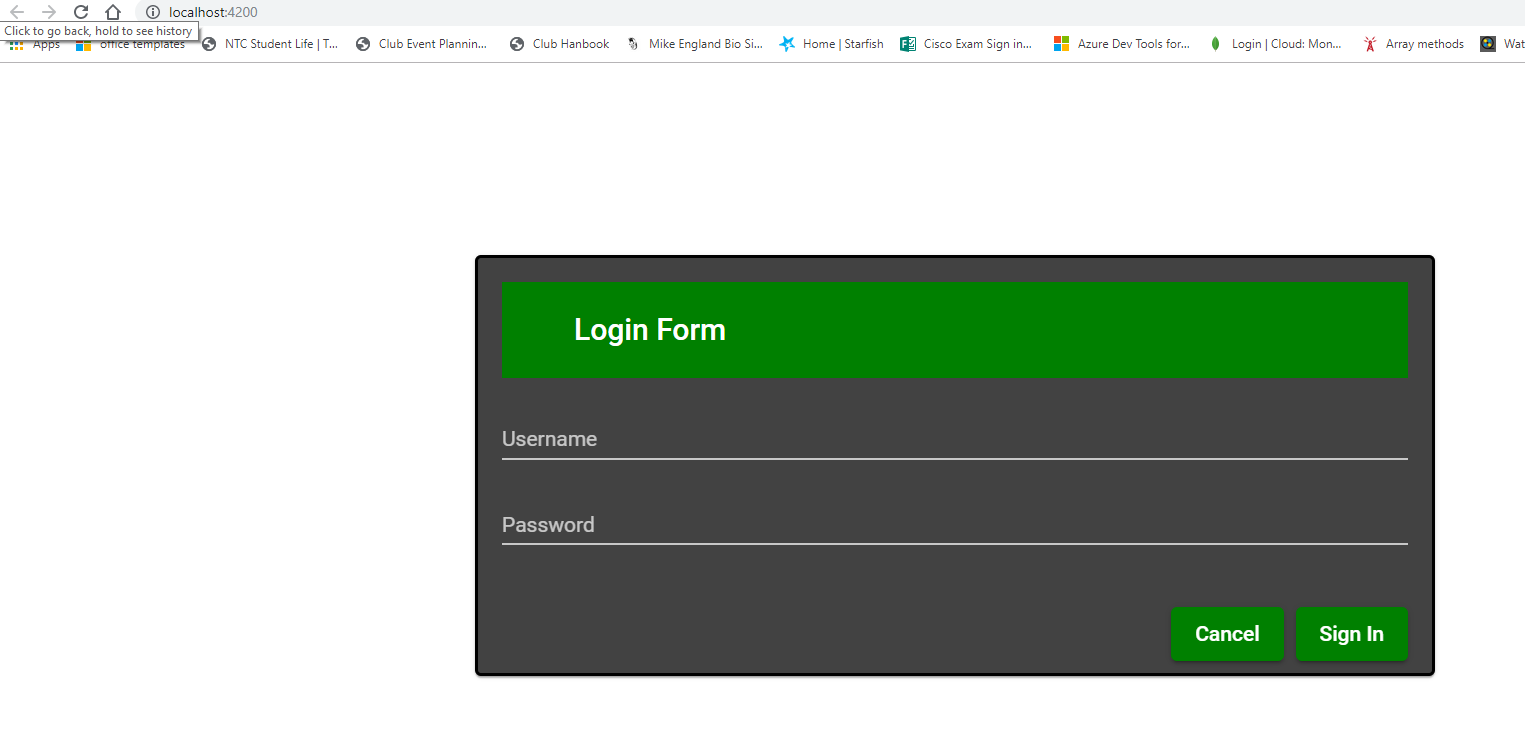 localhost:4200
Click to go back, hold to see history
Apps office templates NTC Student Life | T... Club Event Plannin... Club Hanbook Mike England Bio Si... Home | Starfish Cisco Exam Sign in... Azure Dev Tools for... Login | Cloud: Mon... Array methods Wat
Login Form
Username
Password
Cancel Sign In